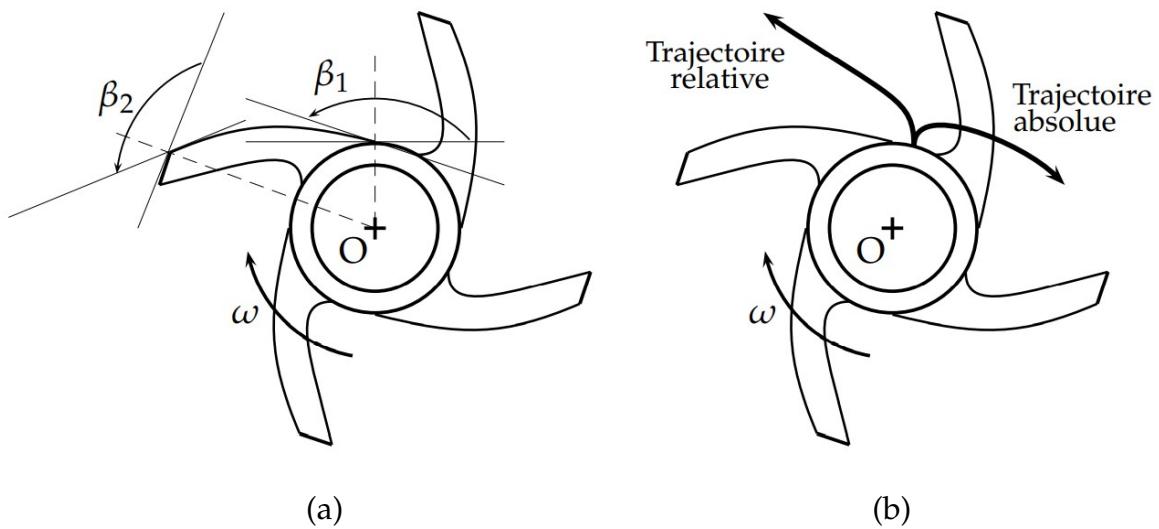 β₂
β₁
O
ω
(a)
Trajectoire
relative
Trajectoire
absolue
O
ω
(b)